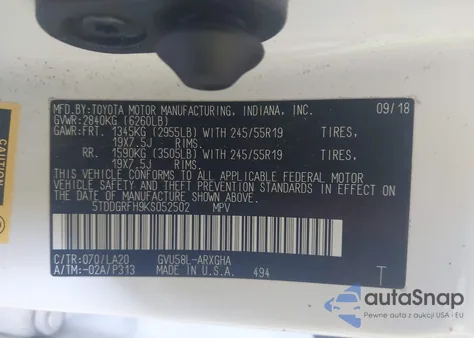 MFD.BY:TOYOTA MOTOR MANUFACTURING, INDIANA, INC. 09/18
GVWR:2840KG (6260LB)
GAWR:FRT. 1345KG (2955LB) WITH 245/55R19 TIRES,
19X7.5J RIMS.
RR. 1590KG (3505LB) WITH 245/55R19 TIRES,
19X7.5J RIMS.
THIS VEHICLE CONFORMS TO ALL APPLICABLE FEDERAL MOTOR
VEHICLE SAFETY AND THEFT PREVENTION STANDARDS IN EFFECT ON
THE DATE OF MANUFACTURE SHOWN ABOVE.
5TDDGRFH9KS052502 MPV
C/TR:070/LA20 GVU58L-ARXGHA
A/TM:-02A/P313 MADE IN U.S.A. 494 T
CAUTION
autaSnap
Pewne auta z aukcji USA i EU